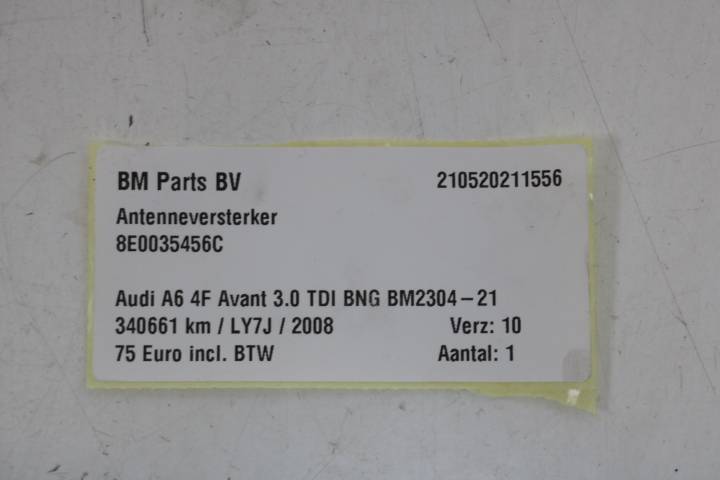 BM Parts BV 210520211556
Antenneversterker
8E0035456C
Audi A6 4F Avant 3.0 TDI BNG BM2304-21
340661 km / LY7J / 2008 Verz: 10
75 Euro incl. BTW Aantal: 1